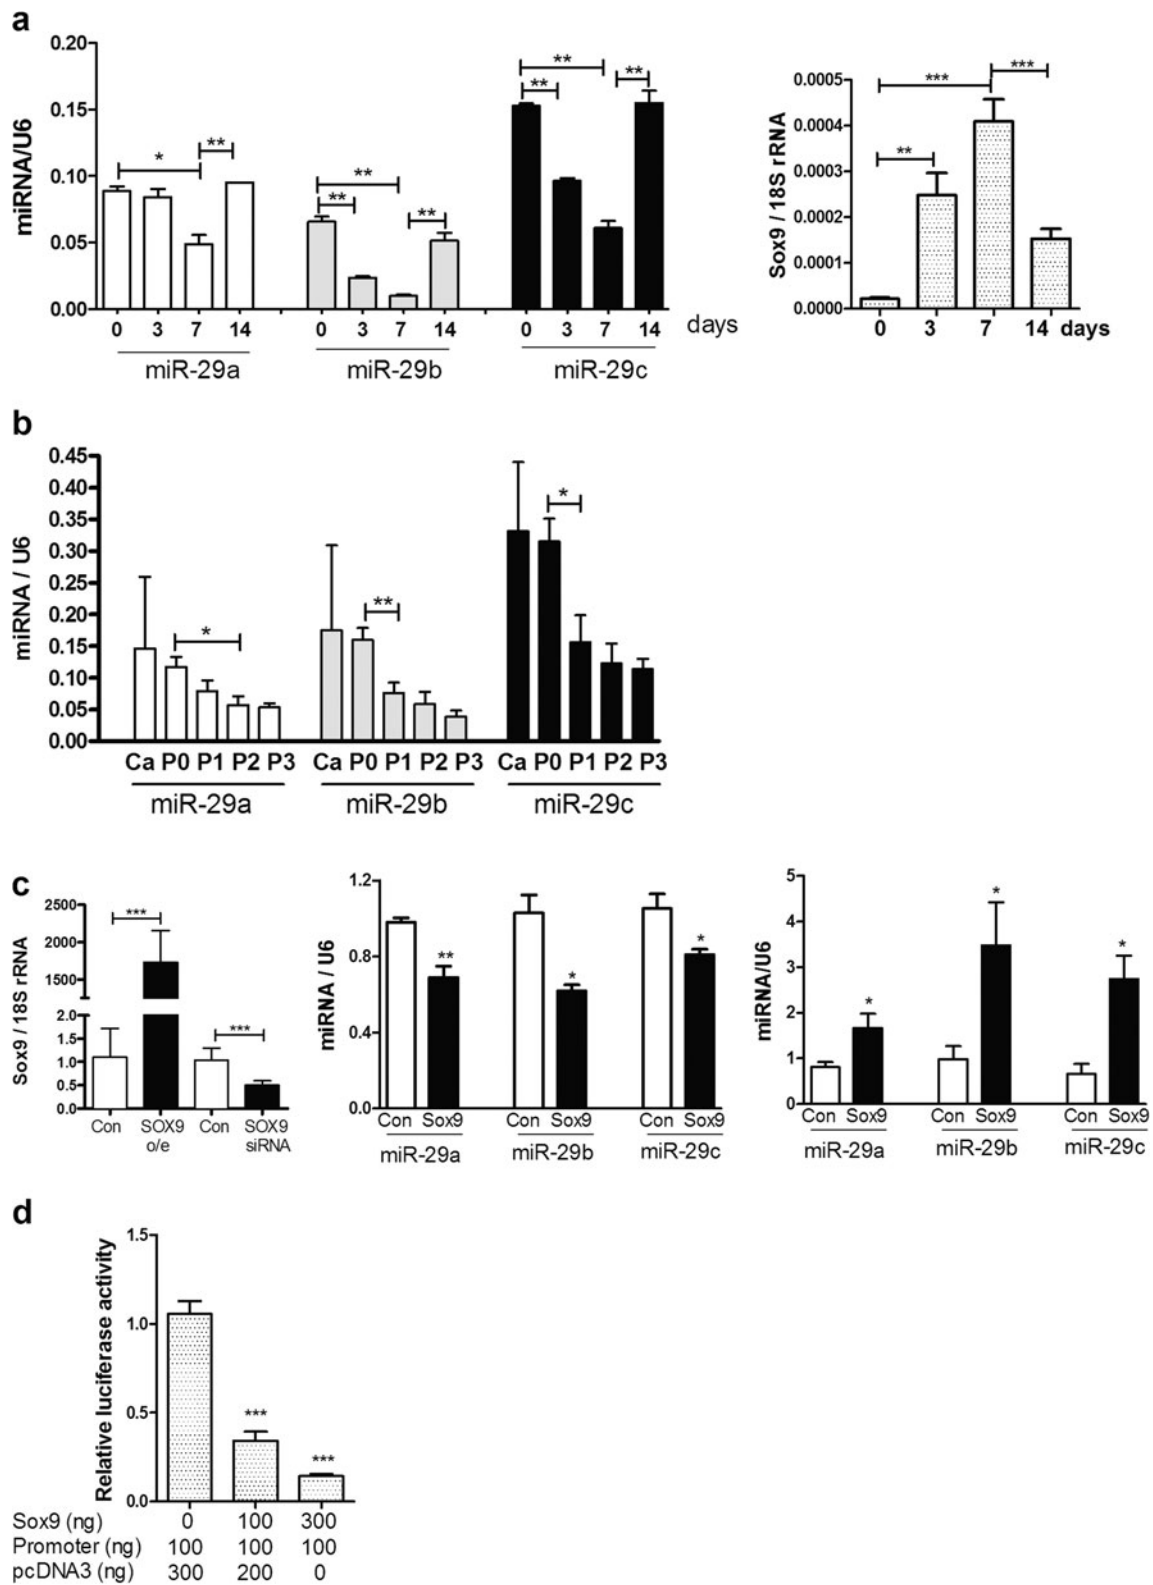 a
miRNA/U6
0.20
0.15
0.10
0.05
0.00
* ** ** ** ** ** ** **
0 3 7 14 0 3 7 14 0 3 7 14 days
miR-29a miR-29b miR-29c
Sox9 / 18S rRNA
0.0005
0.0004
0.0003
0.0002
0.0001
0.0000
** *** ***
0 3 7 14 days
b
miRNA / U6
0.45
0.40
0.35
0.30
0.25
0.20
0.15
0.10
0.05
0.00
* ** *
Ca P0 P1 P2 P3 Ca P0 P1 P2 P3 Ca P0 P1 P2 P3
miR-29a miR-29b miR-29c
c
Sox9 / 18S rRNA
2500
2000
1500
2.0
1.5
1.0
0.5
0.0
*** ***
Con SOX9 Con SOX9
o/e siRNA
miRNA / U6
1.2
0.8
0.4
0.0
** * *
Con Sox9 Con Sox9 Con Sox9
miR-29a miR-29b miR-29c
miRNA/U6
5
4
3
2
1
0
* * *
Con Sox9 Con Sox9 Con Sox9
miR-29a miR-29b miR-29c
d
Relative luciferase activity
1.5
1.0
0.5
0.0
*** ***
Sox9 (ng) 0 100 300
Promoter (ng) 100 100 100
pcDNA3 (ng) 300 200 0